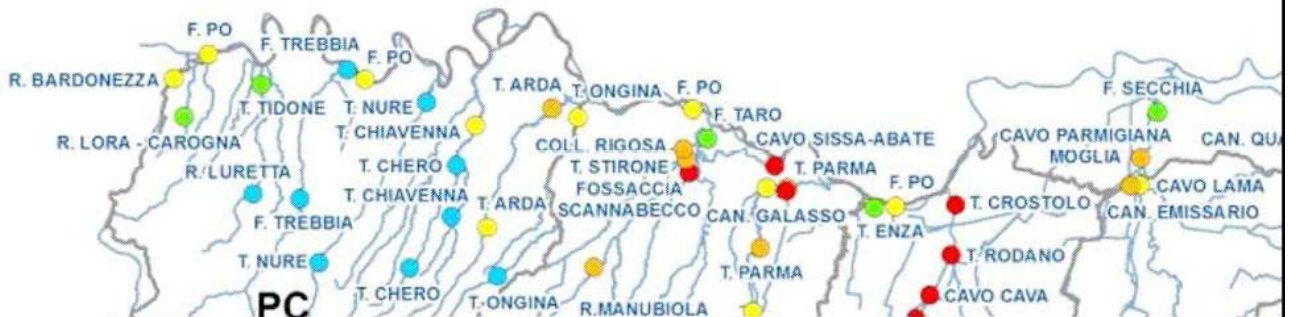 F. PO
F. TREBBIA
F. PO
R. BARDONEZZA
T. TIDONE
T. NURE
T. ARDA
T. ONGINA
F. PO
F. SECCHIA
R. LORA - CAROGNA
T. CHIAVENNA
F. TARO
COLL. RIGOSA
CAVO SISSA-ABATE
CAVO PARMIGIANA
MOGLIA
CAN. QUA
R. LURETTA
T. CHERO
T. STIRONE
T. PARMA
F. PO
CAVO LAMA
T. CHIAVENNA
FOSSACCIA
SCANNABECCO
F. TREBBIA
T. ARDA
CAN. GALASSO
T. CROSTOLO
CAN. EMISSARIO
T. ENZA
T. NURE
T. PARMA
T. RODANO
PC
T. CHERO
T. ONGINA
R.MANUBIOLA
CAVO CAVA